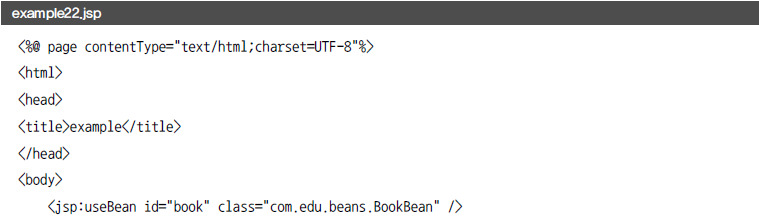 example22.jsp
<%@ page contentType="text/html;charset=UTF-8"%>
<html>
<head>
<title>example</title>
</head>
<body>
<jsp:useBean id="book" class="com.edu.beans.BookBean" />